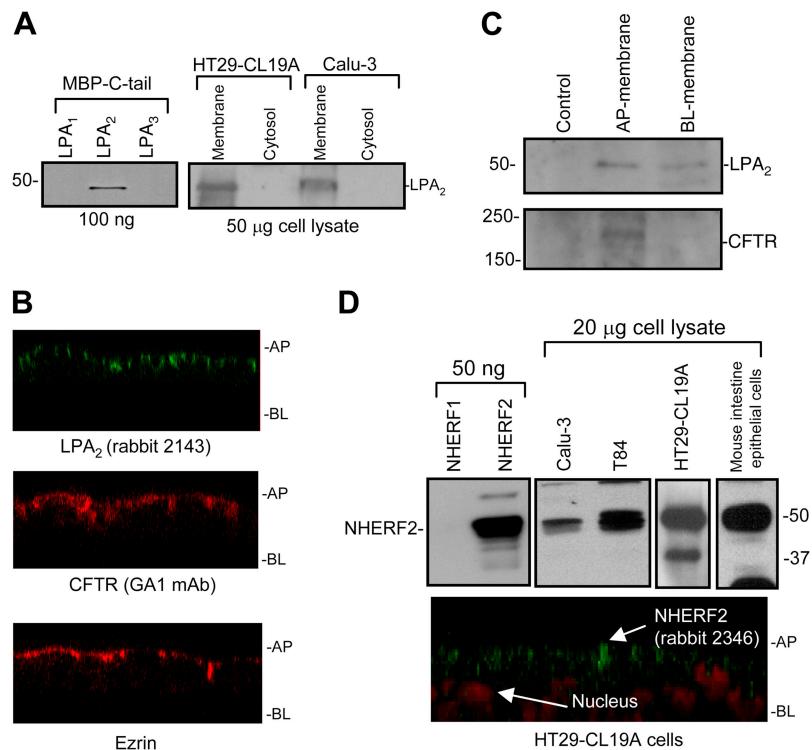 A
MBP-C-tail
LPA1
LPA2
LPA3
50-
100 ng
HT29-CL19A
Calu-3
Membrane
Cytosol
Membrane
Cytosol
-LPA2
50 µg cell lysate
B
-AP
-BL
LPA2 (rabbit 2143)
-AP
-BL
CFTR (GA1 mAb)
-AP
-BL
Ezrin
C
Control
AP-membrane
BL-membrane
50-
-LPA2
250-
150-
-CFTR
D
20 µg cell lysate
50 ng
NHERF1
NHERF2
Calu-3
T84
HT29-CL19A
Mouse intestine
epithelial cells
NHERF2-
-50
-37
NHERF2
(rabbit 2346)
Nucleus
-AP
-BL
HT29-CL19A cells